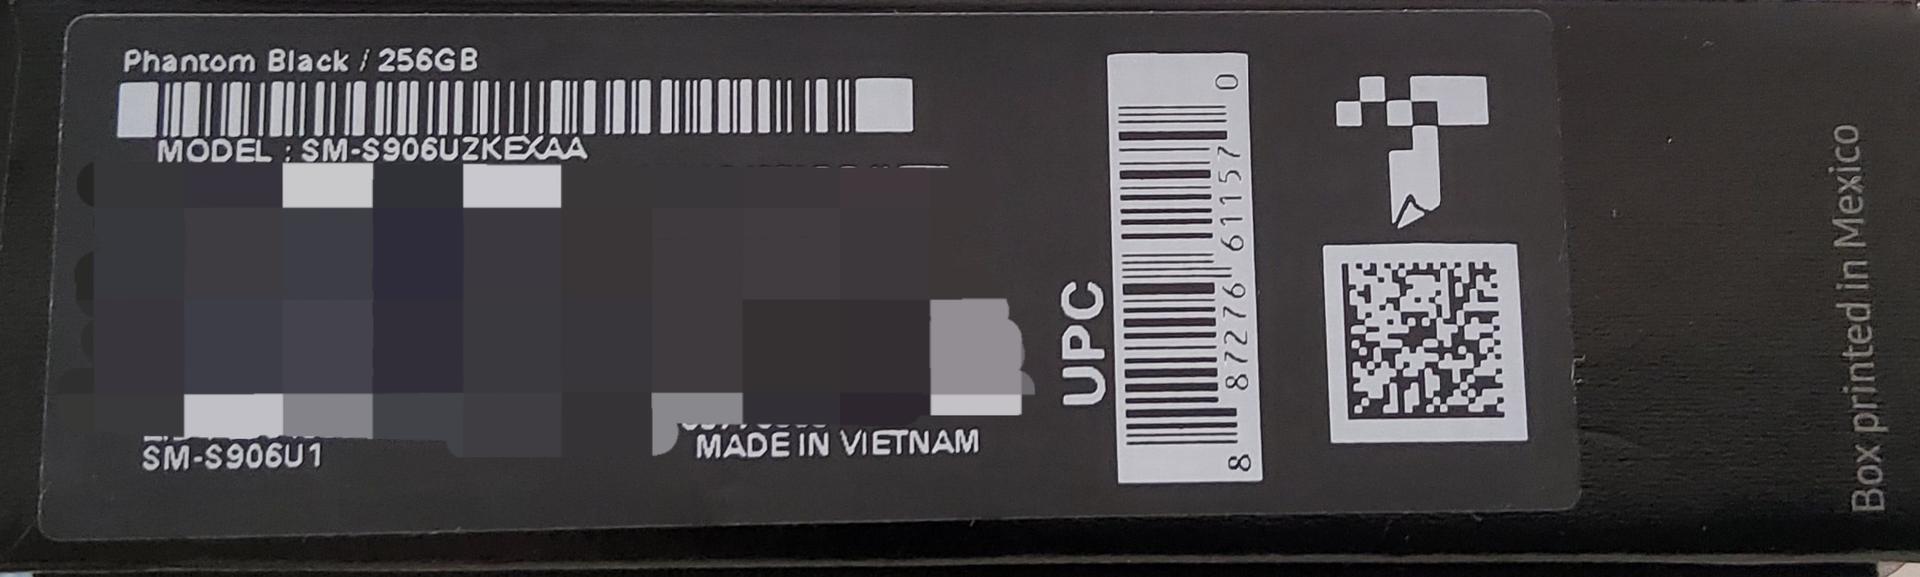 Phantom Black / 256GB
MODEL : SM-S906UZKEXAA
SM-S906U1
MADE IN VIETNAM
UPC
8 87276 61157 0
Box printed in Mexico